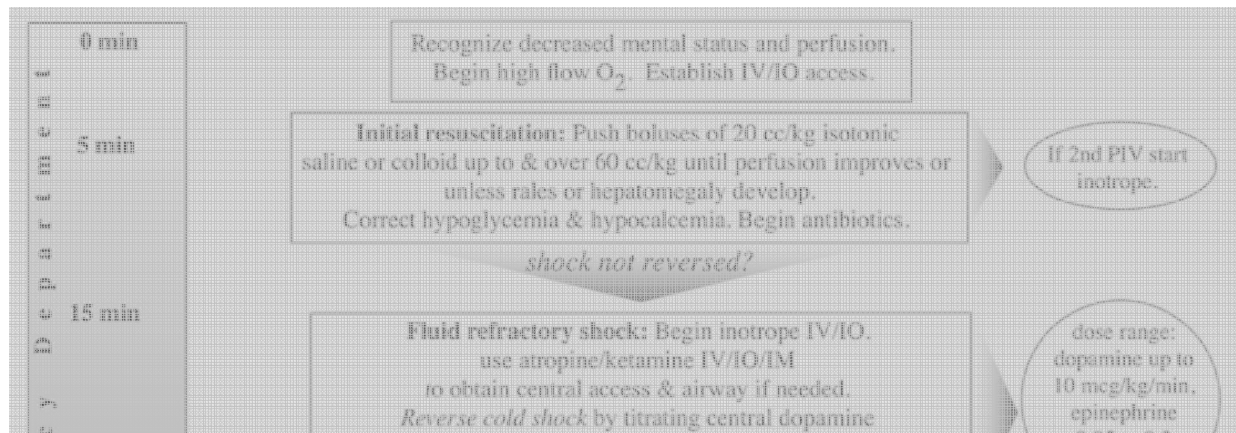 0 min
Recognize decreased mental status and perfusion.
Begin high flow O2. Establish IV/IO access.
5 min
Initial resuscitation: Push boluses of 20 cc/kg isotonic
saline or colloid up to & over 60 cc/kg until perfusion improves or
unless rales or hepatomegaly develop.
Correct hypoglycemia & hypocalcemia. Begin antibiotics.
If 2nd PIV start
inotrope.
shock not reversed?
15 min
Fluid refractory shock: Begin inotrope IV/IO.
use atropine/ketamine IV/IO/IM
to obtain central access & airway if needed.
Reverse cold shock by titrating central dopamine
dose range:
dopamine up to
10 mcg/kg/min,
epinephrine
Department